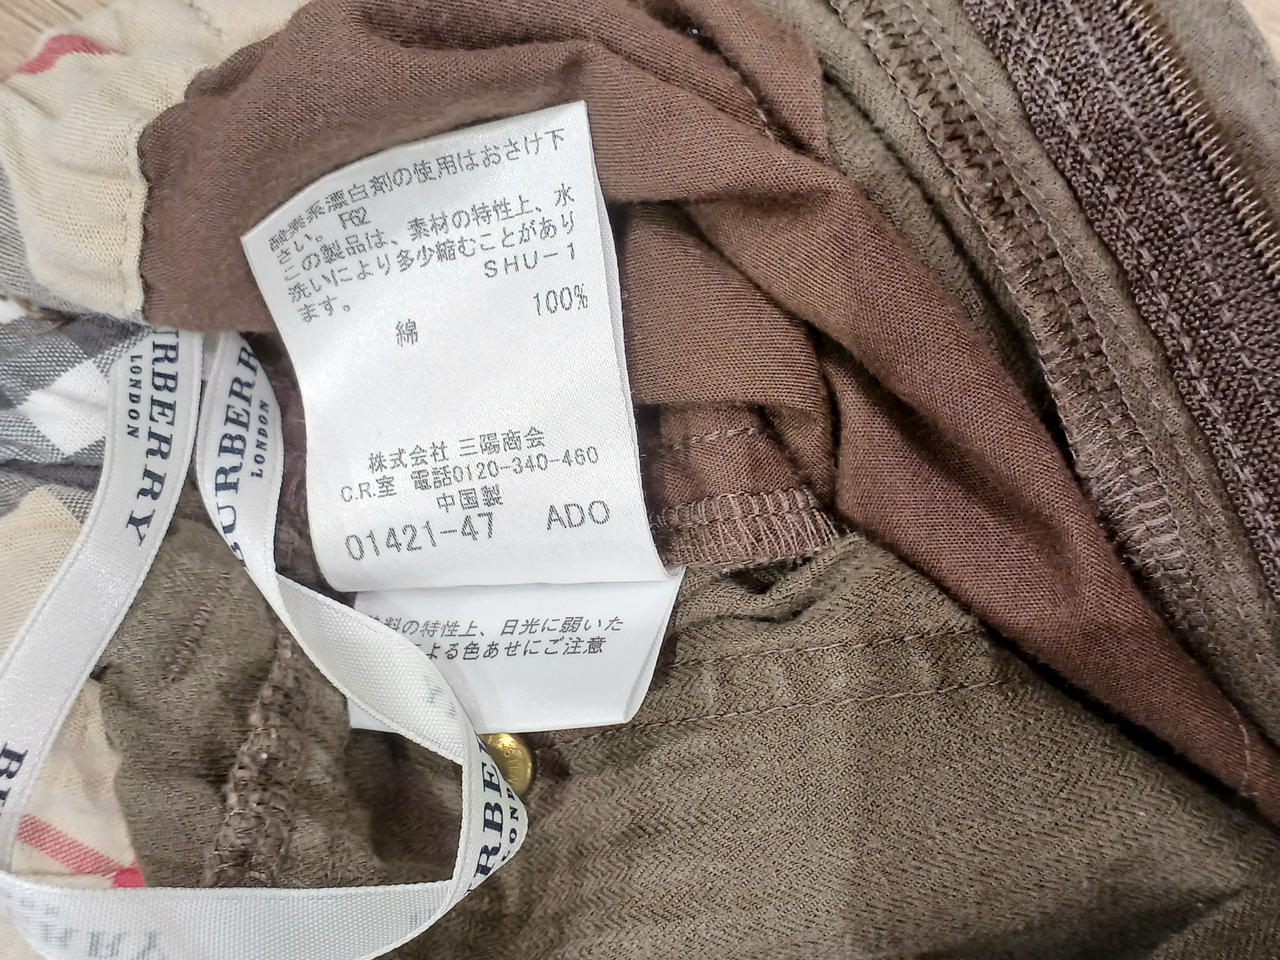 酸素系漂白剤の使用はおさけ下
さい。 F62
この製品は、素材の特性上、水
洗いにより多少縮むことがあり
ます。 SHU-1
綿 100%
株式会社 三陽商会
C.R.室 電話0120-340-460
中国製
01421-47 ADO
の特性上、日光に弱いた
よる色あせにご注意
BURBERRY
LONDON
LONDON